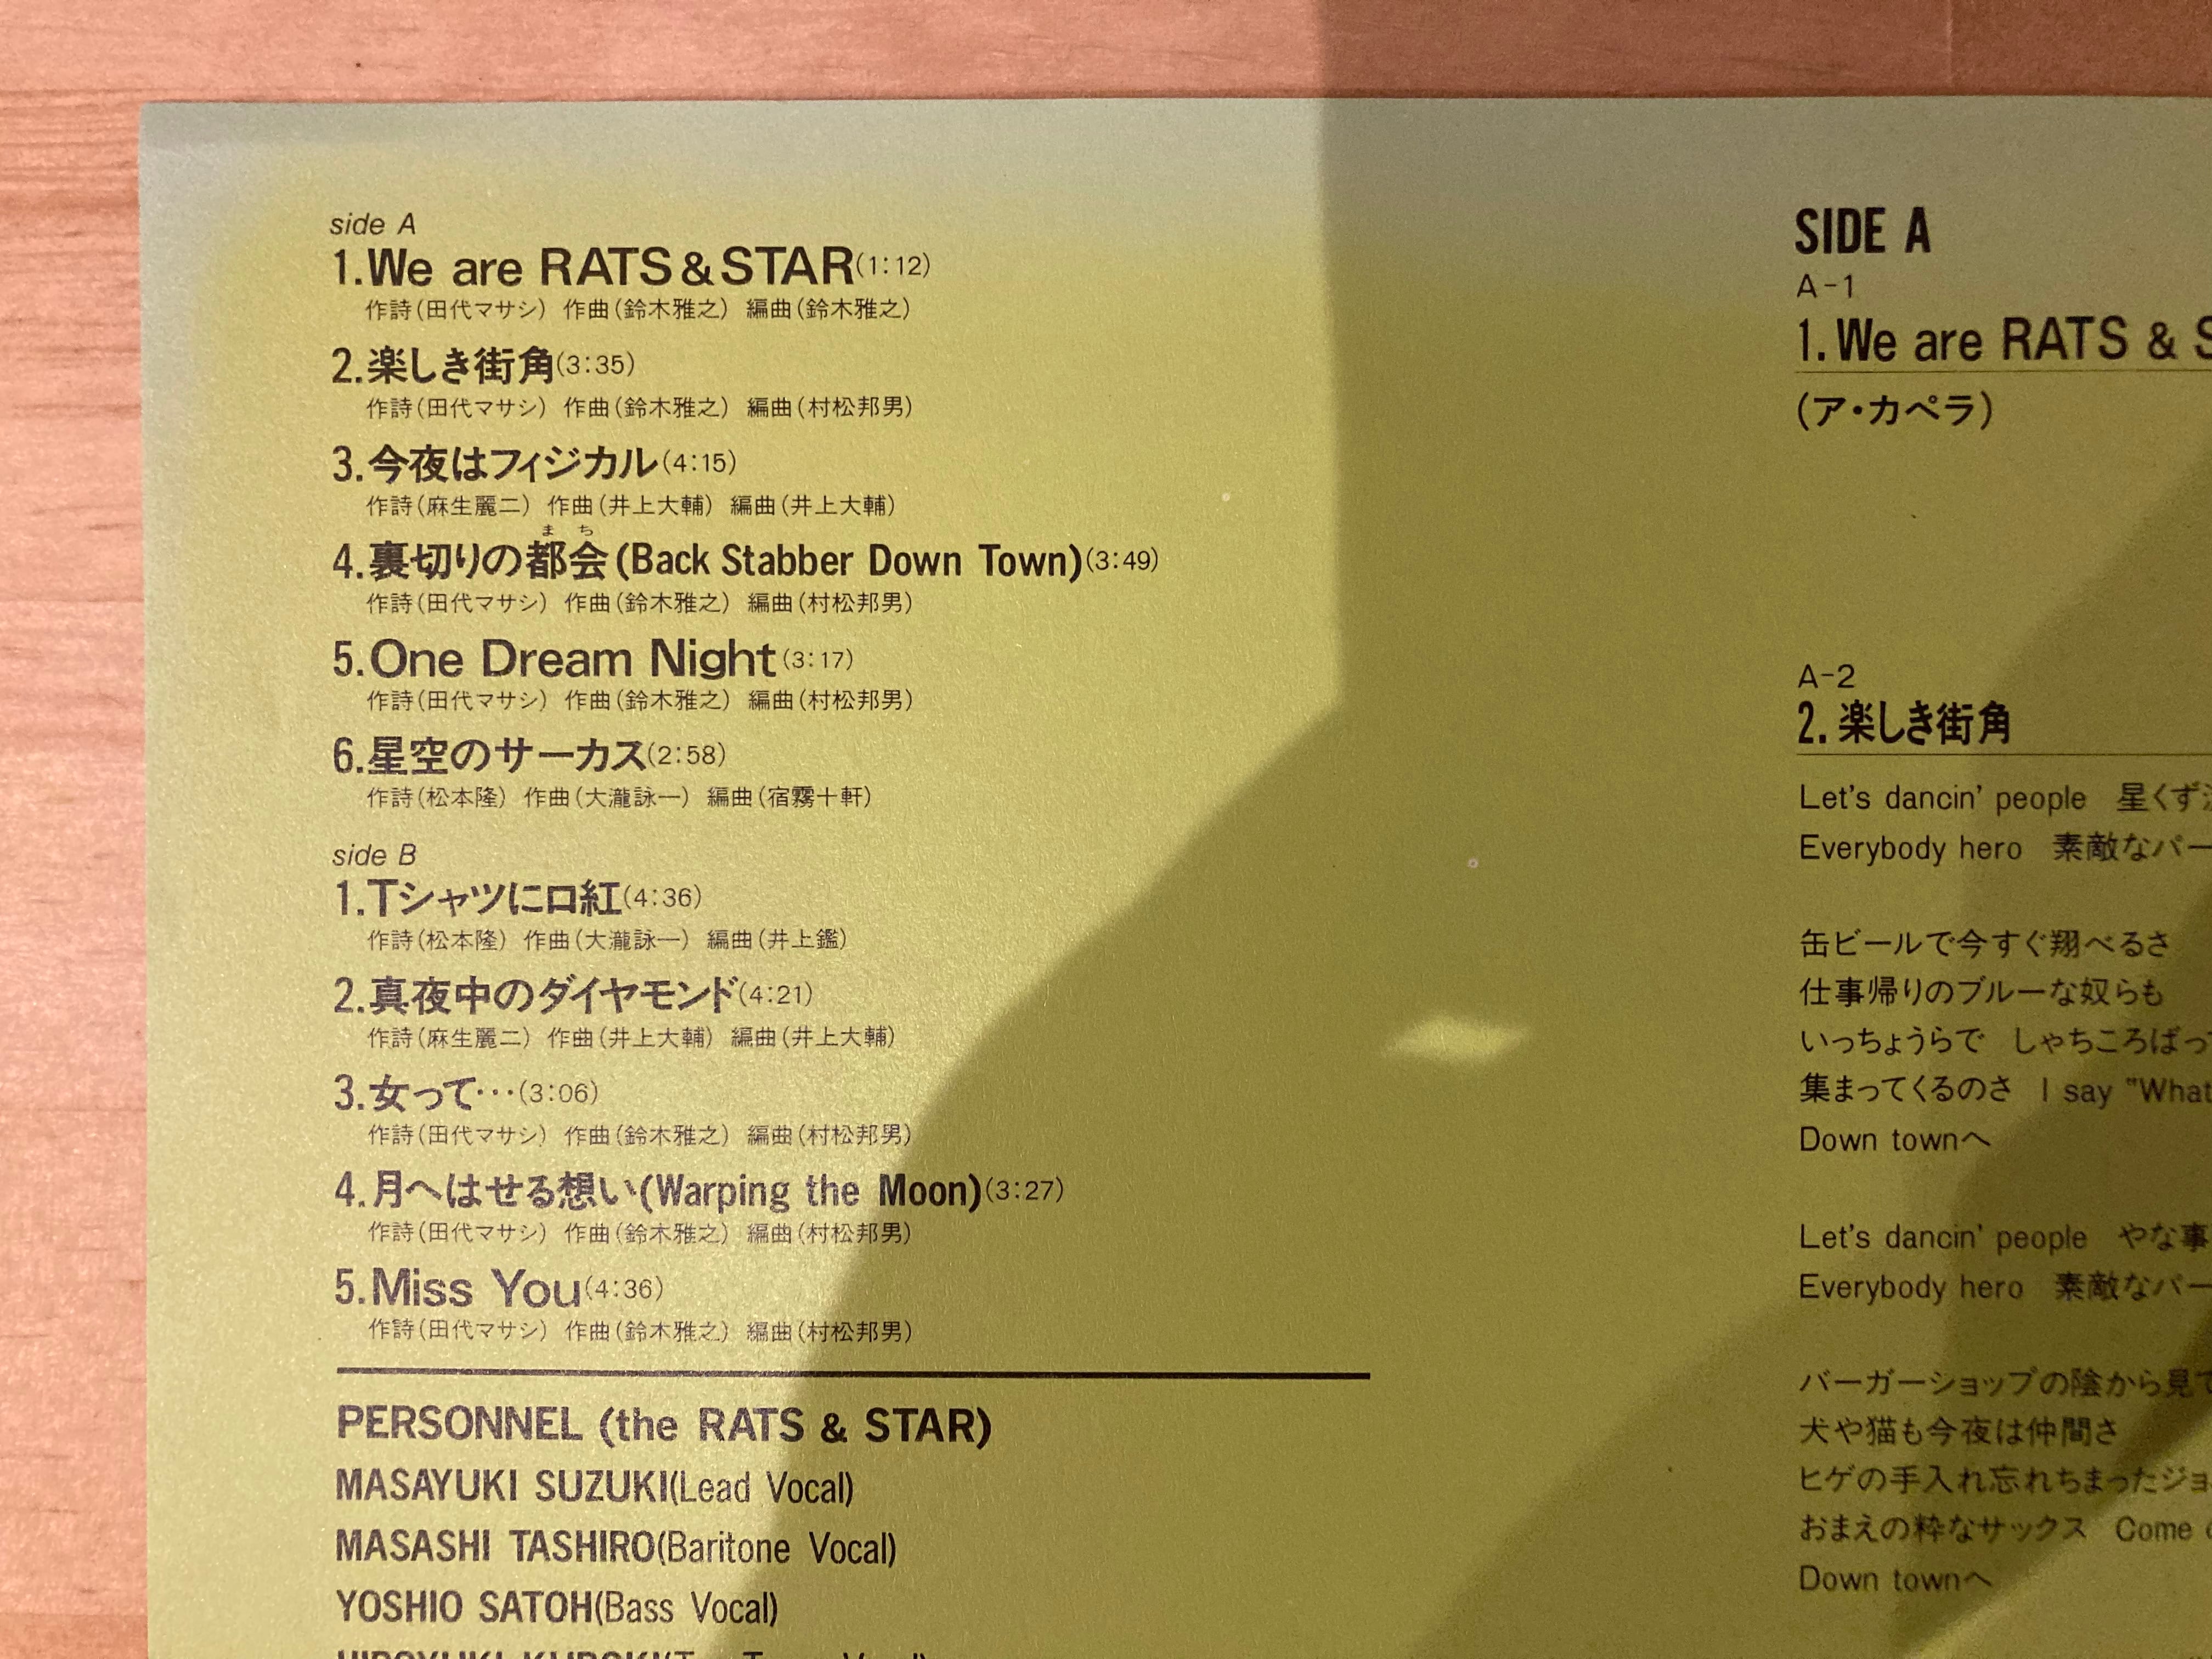 side A
1.We are RATS&STAR(1:12)
作詩(田代マサシ) 作曲(鈴木雅之) 編曲(鈴木雅之)
2.楽しき街角(3:35)
作詩(田代マサシ) 作曲(鈴木雅之) 編曲(村松邦男)
3.今夜はフィジカル(4:15)
作詩(麻生麗二) 作曲(井上大輔) 編曲(井上大輔)
まち
4.裏切りの都会(Back Stabber Down Town)(3:49)
作詩(田代マサシ) 作曲(鈴木雅之) 編曲(村松邦男)
5.One Dream Night(3:17)
作詩(田代マサシ) 作曲(鈴木雅之) 編曲(村松邦男)
6.星空のサーカス(2:58)
作詩(松本隆) 作曲(大瀧詠一) 編曲(宿霧十軒)
side B
1.Tシャツに口紅(4:36)
作詩(松本隆) 作曲(大瀧詠一) 編曲(井上鑑)
2.真夜中のダイヤモンド(4:21)
作詩(麻生麗二) 作曲(井上大輔) 編曲(井上大輔)
3.女って…(3:06)
作詩(田代マサシ) 作曲(鈴木雅之) 編曲(村松邦男)
4.月へはせる想い(Warping the Moon)(3:27)
作詩(田代マサシ) 作曲(鈴木雅之) 編曲(村松邦男)
5.Miss You(4:36)
作詩(田代マサシ) 作曲(鈴木雅之) 編曲(村松邦男)
PERSONNEL (the RATS & STAR)
MASAYUKI SUZUKI(Lead Vocal)
MASASHI TASHIRO(Baritone Vocal)
YOSHIO SATOH(Bass Vocal)
SIDE A
A-1
1. We are RATS &
(ア・カペラ)
A-2
2. 楽しき街角
Let's dancin' people 星くず
Everybody hero 素敵なパー
缶ビールで今すぐ翔べるさ
仕事帰りのブルーな奴らも
いっちょうらで しゃちころばっ
集まってくるのさ I say "What
Down townへ
Let's dancin' people やな事
Everybody hero 素敵なパー
バーガーショップの陰から見て
犬や猫も今夜は仲間さ
ヒゲの手入れ忘れちまったジョ
おまえの粋なサックス Come
Down townへ